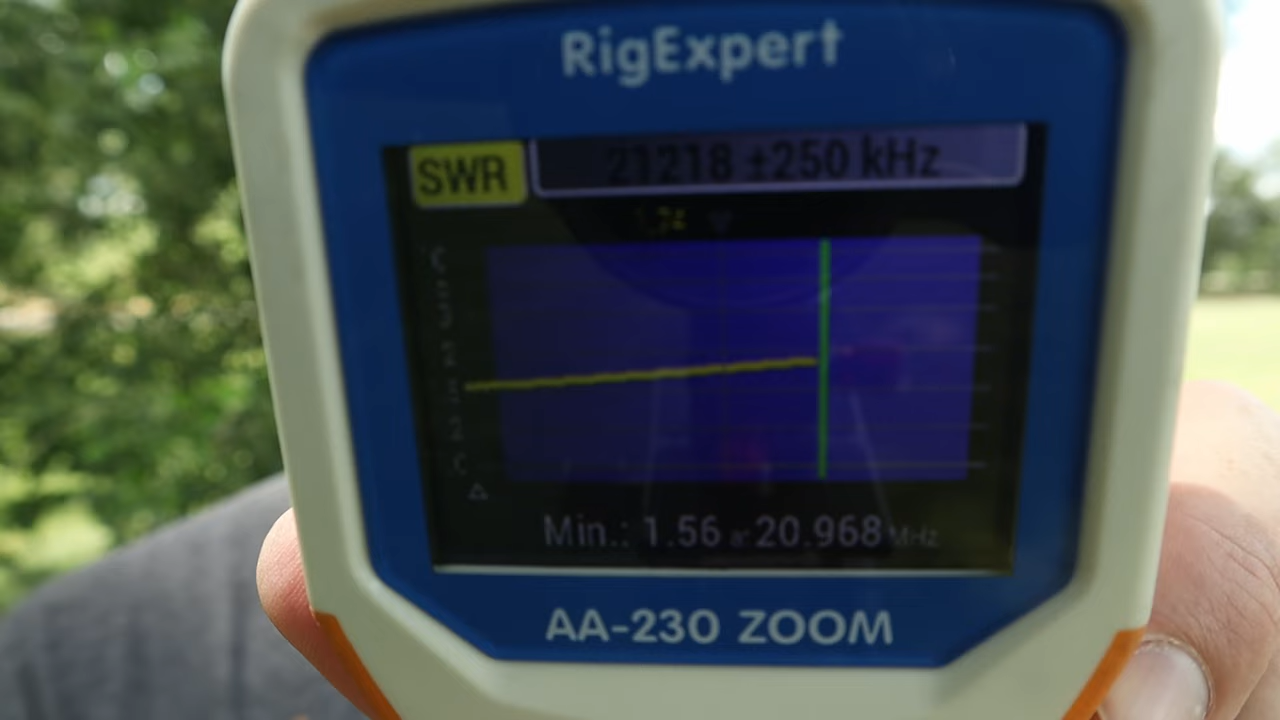 RigExpert
SWR 21218 ±250 kHz
Min.: 1.56 at 20.968 MHz
AA-230 ZOOM